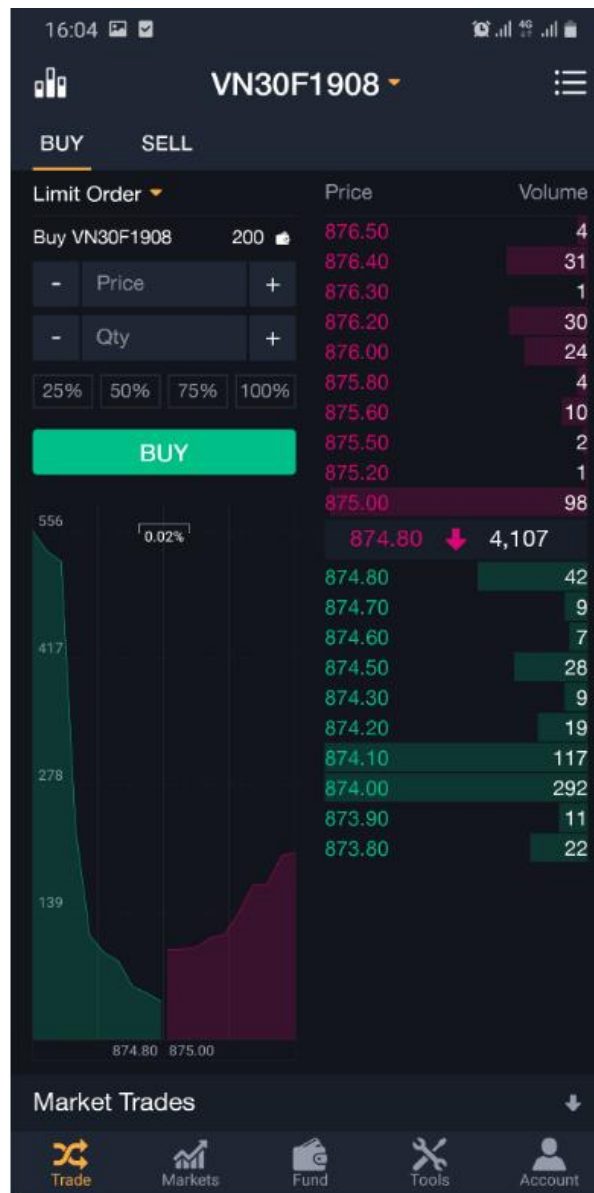 16:04
4G
VN30F1908
BUY SELL
Limit Order
Price Volume
Buy VN30F1908 200
- Price +
- Qty +
25% 50% 75% 100%
BUY
876.50 4
876.40 31
876.30 1
876.20 30
876.00 24
875.80 4
875.60 10
875.50 2
875.20 1
875.00 98
874.80 4,107
874.80 42
874.70 9
874.60 7
874.50 28
874.30 9
874.20 19
874.10 117
874.00 292
873.90 11
873.80 22
556
0.02%
417
278
139
874.80 875.00
Market Trades
Trade Markets Fund Tools Account